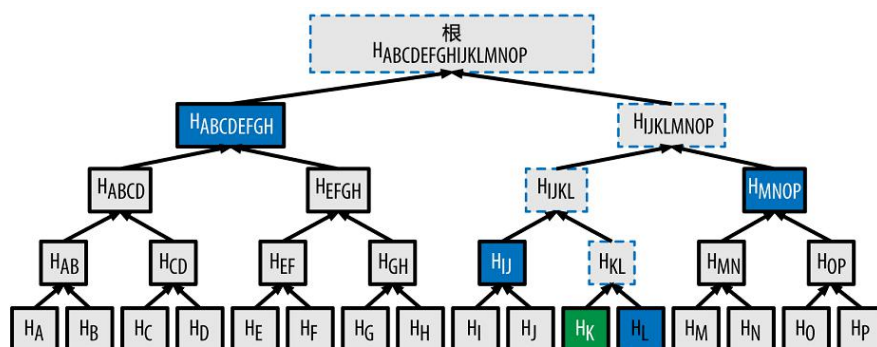 根
HABCDEFGHIJKLMNOP
HABCDEFGH HIJKLMNOP
HABCD HEFGH HIJKL HMNOP
HAB HCD HEF HGH HIJ HKL HMN HOP
HA HB HC HD HE HF HG HH HI HJ HK HL HM HN HO HP